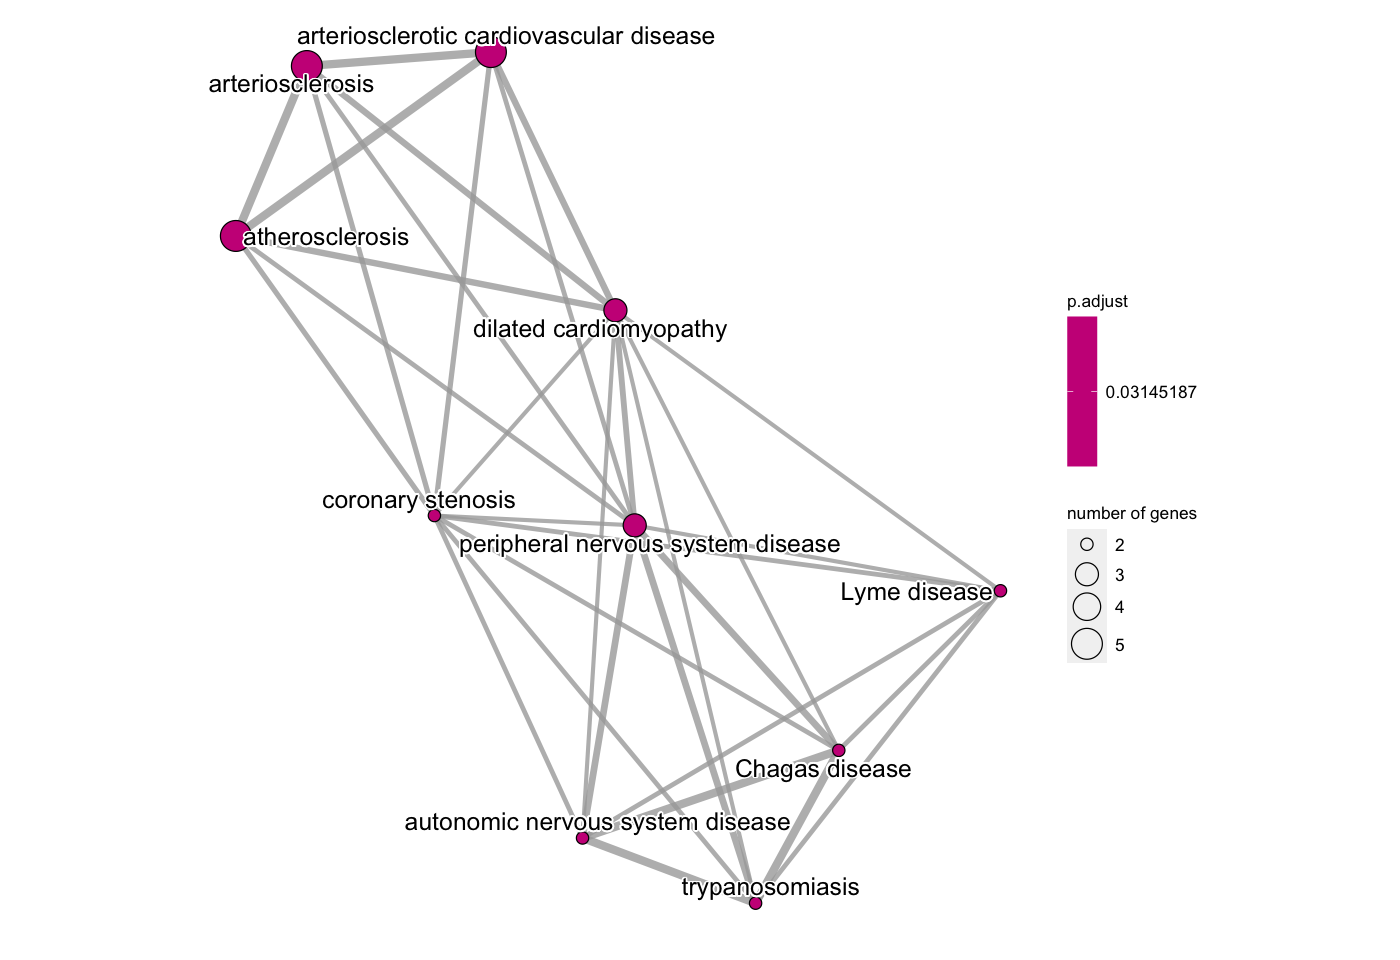 arteriosclerotic cardiovascular disease
arteriosclerosis
atherosclerosis
dilated cardiomyopathy
coronary stenosis
peripheral nervous system disease
Lyme disease
Chagas disease
autonomic nervous system disease
trypanosomiasis
p.adjust
0.03145187
number of genes
2
3
4
5